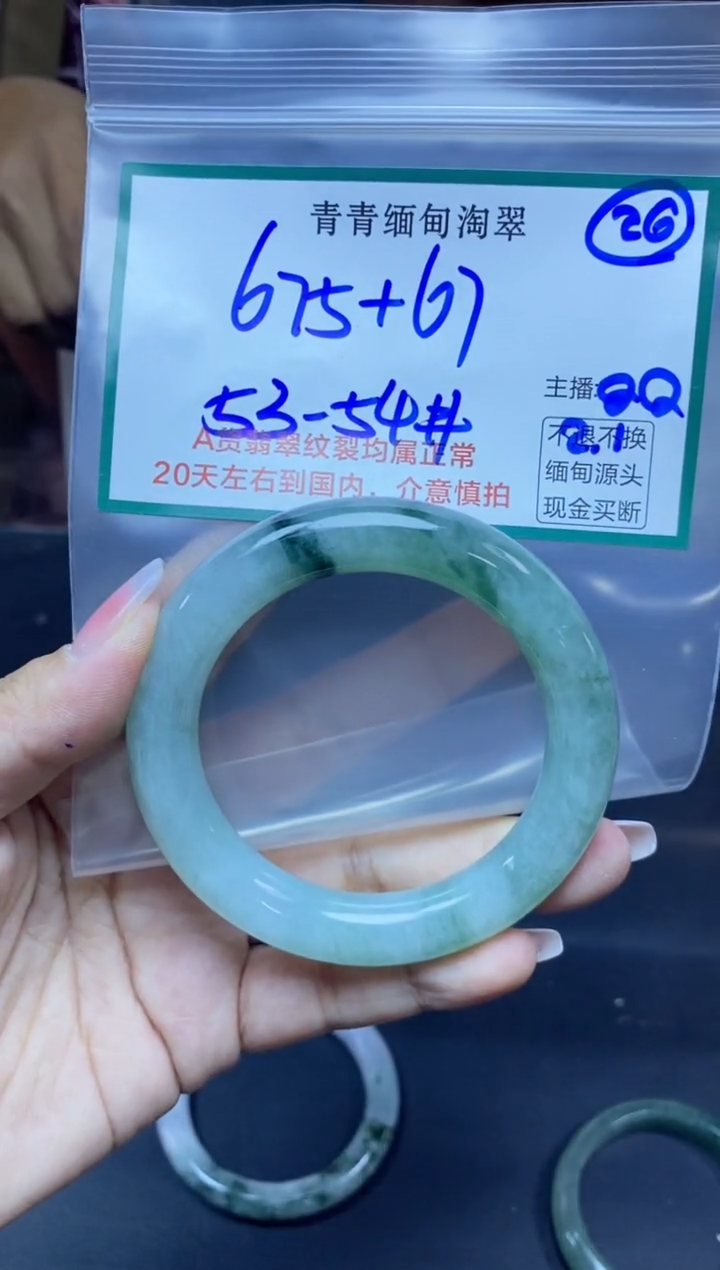 青青缅甸淘翠
26
675+67
53-54#
主播:
A货翡翠纹裂均属正常
20天左右到国内，介意慎拍
2.1
不退不换
缅甸源头
现金买断